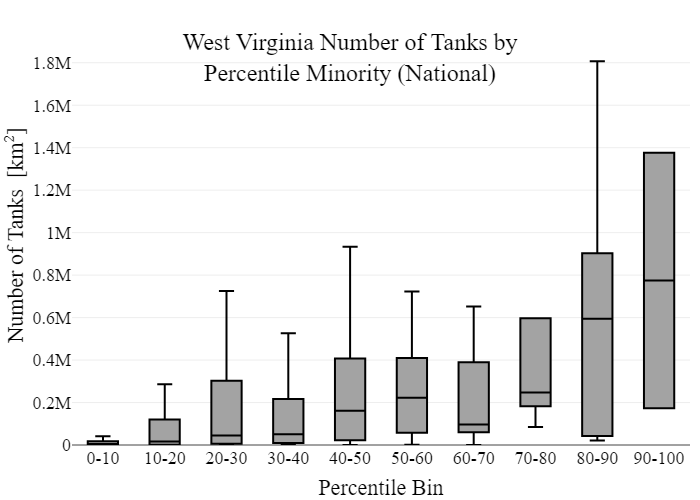 West Virginia Number of Tanks by
Percentile Minority (National)
Number of Tanks [km²]
1.8M
1.6M
1.4M
1.2M
1M
0.8M
0.6M
0.4M
0.2M
0
0-10 10-20 20-30 30-40 40-50 50-60 60-70 70-80 80-90 90-100
Percentile Bin